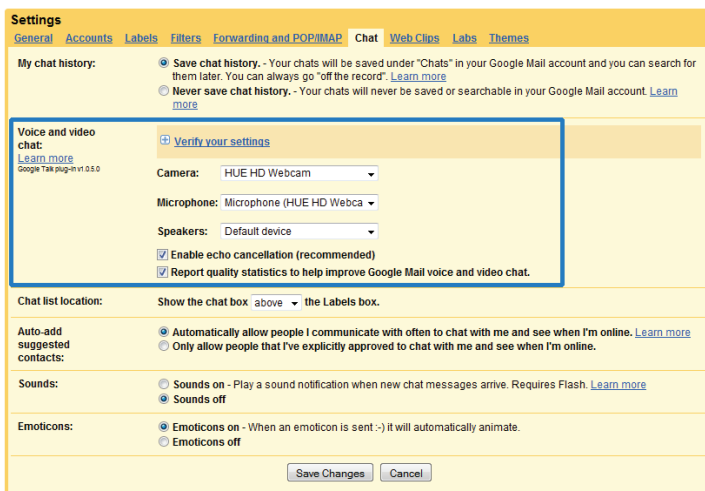 Settings
General Accounts Labels Filters Forwarding and POP/IMAP Chat Web Clips Labs Themes
My chat history:
Save chat history. - Your chats will be saved under "Chats" in your Google Mail account and you can search for
them later. You can always go "off the record". Learn more
Never save chat history. - Your chats will never be saved or searchable in your Google Mail account. Learn
more
Voice and video
chat:
Learn more
Google Talk plug-in v1.0.5.0
Verify your settings
Camera: HUE HD Webcam
Microphone: Microphone (HUE HD Webca
Speakers: Default device
Enable echo cancellation (recommended)
Report quality statistics to help improve Google Mail voice and video chat.
Chat list location: Show the chat box above the Labels box.
Auto-add
suggested
contacts:
Automatically allow people I communicate with often to chat with me and see when I'm online. Learn more
Only allow people that I've explicitly approved to chat with me and see when I'm online.
Sounds:
Sounds on - Play a sound notification when new chat messages arrive. Requires Flash. Learn more
Sounds off
Emoticons:
Emoticons on - When an emoticon is sent :-) it will automatically animate.
Emoticons off
Save Changes Cancel